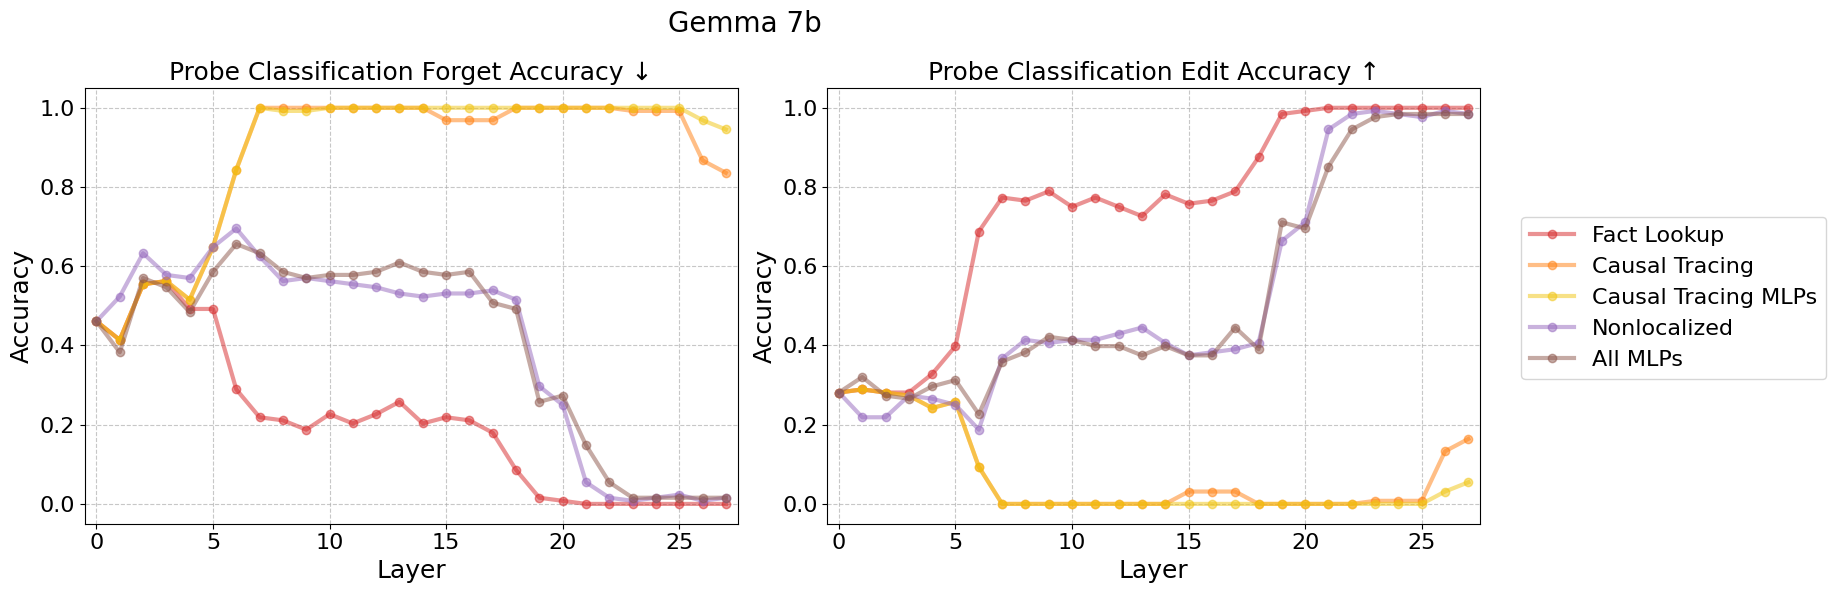 Gemma 7b
Probe Classification Forget Accuracy ↓
Accuracy
1.0
0.8
0.6
0.4
0.2
0.0
0
5
10
15
20
25
Layer
Probe Classification Edit Accuracy ↑
Accuracy
1.0
0.8
0.6
0.4
0.2
0.0
0
5
10
15
20
25
Layer
Fact Lookup
Causal Tracing
Causal Tracing MLPs
Nonlocalized
All MLPs